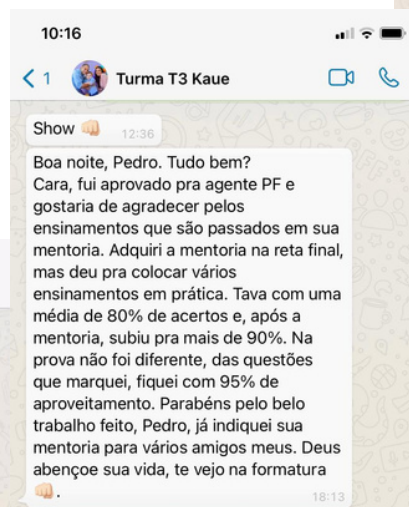 10:16
1 Turma T3 Kaue
Show 👊🏻 12:36
Boa noite, Pedro. Tudo bem?
Cara, fui aprovado pra agente PF e
gostaria de agradecer pelos
ensinamentos que são passados em sua
mentoria. Adquiri a mentoria na reta final,
mas deu pra colocar vários
ensinamentos em prática. Tava com uma
média de 80% de acertos e, após a
mentoria, subiu pra mais de 90%. Na
prova não foi diferente, das questões
que marquei, fiquei com 95% de
aproveitamento. Parabéns pelo belo
trabalho feito, Pedro, já indiquei sua
mentoria para vários amigos meus. Deus
abençoe sua vida, te vejo na formatura
👊🏻. 18:13